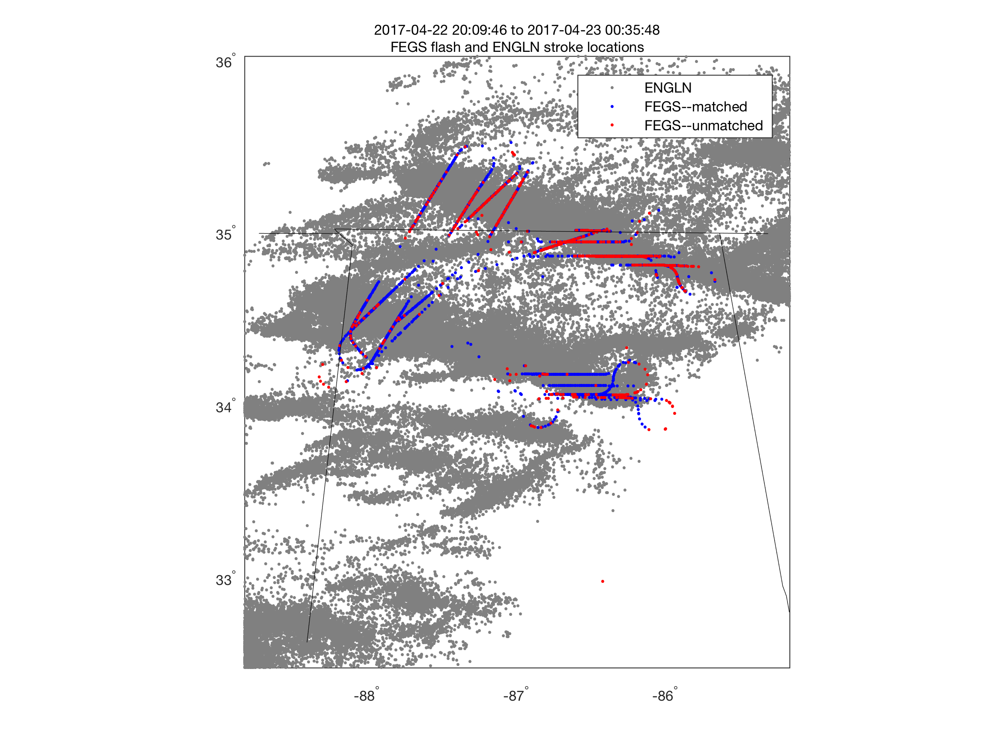 2017-04-22 20:09:46 to 2017-04-23 00:35:48
FEGS flash and ENGLN stroke locations
36°
ENGLN
FEGS--matched
FEGS--unmatched
35°
34°
33°
-88° -87° -86°